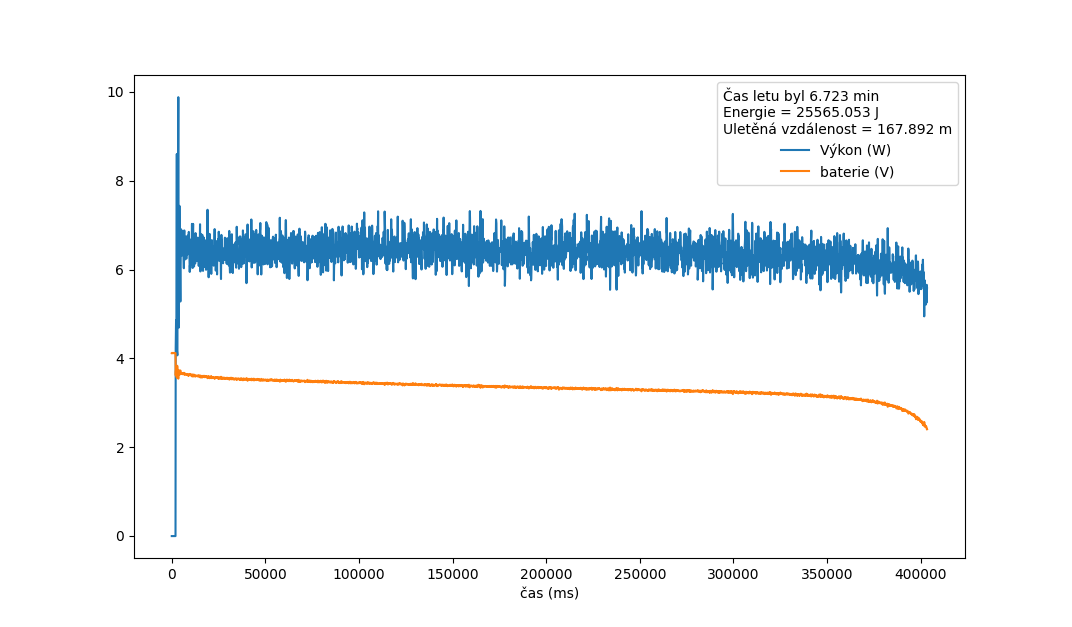 Čas letu byl 6.723 min
Energie = 25565.053 J
Uletěná vzdálenost = 167.892 m
Výkon (W)
baterie (V)
10
8
6
4
2
0
0 50000 100000 150000 200000 250000 300000 350000 400000
čas (ms)